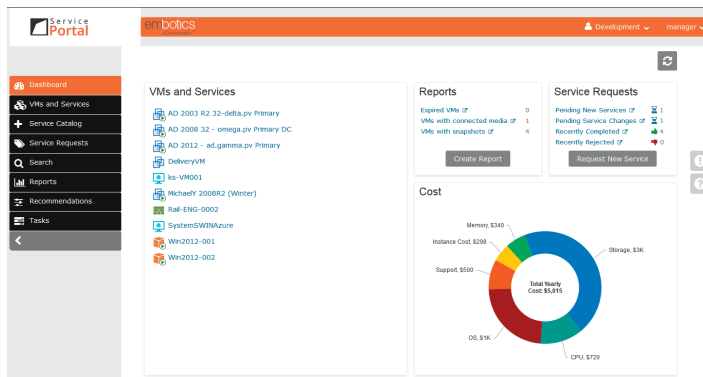 Service
Portal
embotics
Development
manager
Dashboard
VMs and Services
Service Catalog
Service Requests
Search
Reports
Recommendations
Tasks
VMs and Services
AD 2003 R2 32-delta.pv Primary
AD 2008 32 - omega.pv Primary DC
AD 2012 - ad.gamma.pv Primary
DeliveryVM
ks-VM001
MichaelY 2008R2 (Winter)
Rail-ENG-0002
SystemSWINAzure
Win2012-001
Win2012-002
Reports
Expired VMs 0
VMs with connected media 1
VMs with snapshots 4
Create Report
Service Requests
Pending New Services 1
Pending Service Changes 1
Recently Completed 4
Recently Rejected 0
Request New Service
Cost
Memory, $340
Instance Cost, $298
Support, $500
Storage, $3K
Total Yearly
Cost: $5,815
OS, $1K
CPU, $720